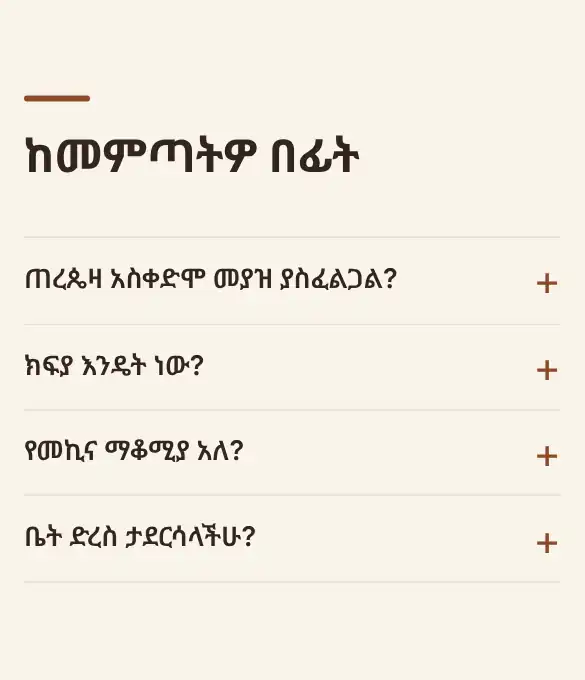 ከመምጣትዎ በፊት
ጠረጴዛ አስቀድሞ መያዝ ያስፈልጋል?
ክፍያ እንዴት ነው?
የመኪና ማቆሚያ አለ?
ቤት ድረስ ታደርሳላችሁ?